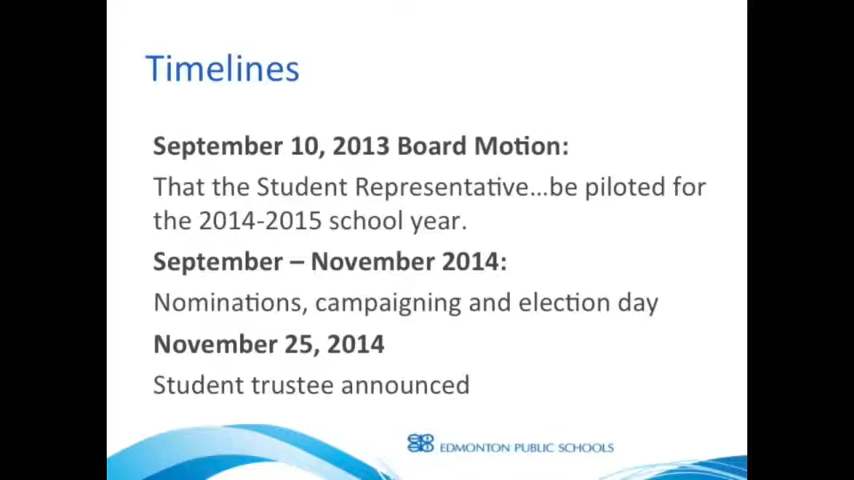 Timelines
September 10, 2013 Board Motion:
That the Student Representative...be piloted for
the 2014-2015 school year.
September – November 2014:
Nominations, campaigning and election day
November 25, 2014
Student trustee announced
EDMONTON PUBLIC SCHOOLS